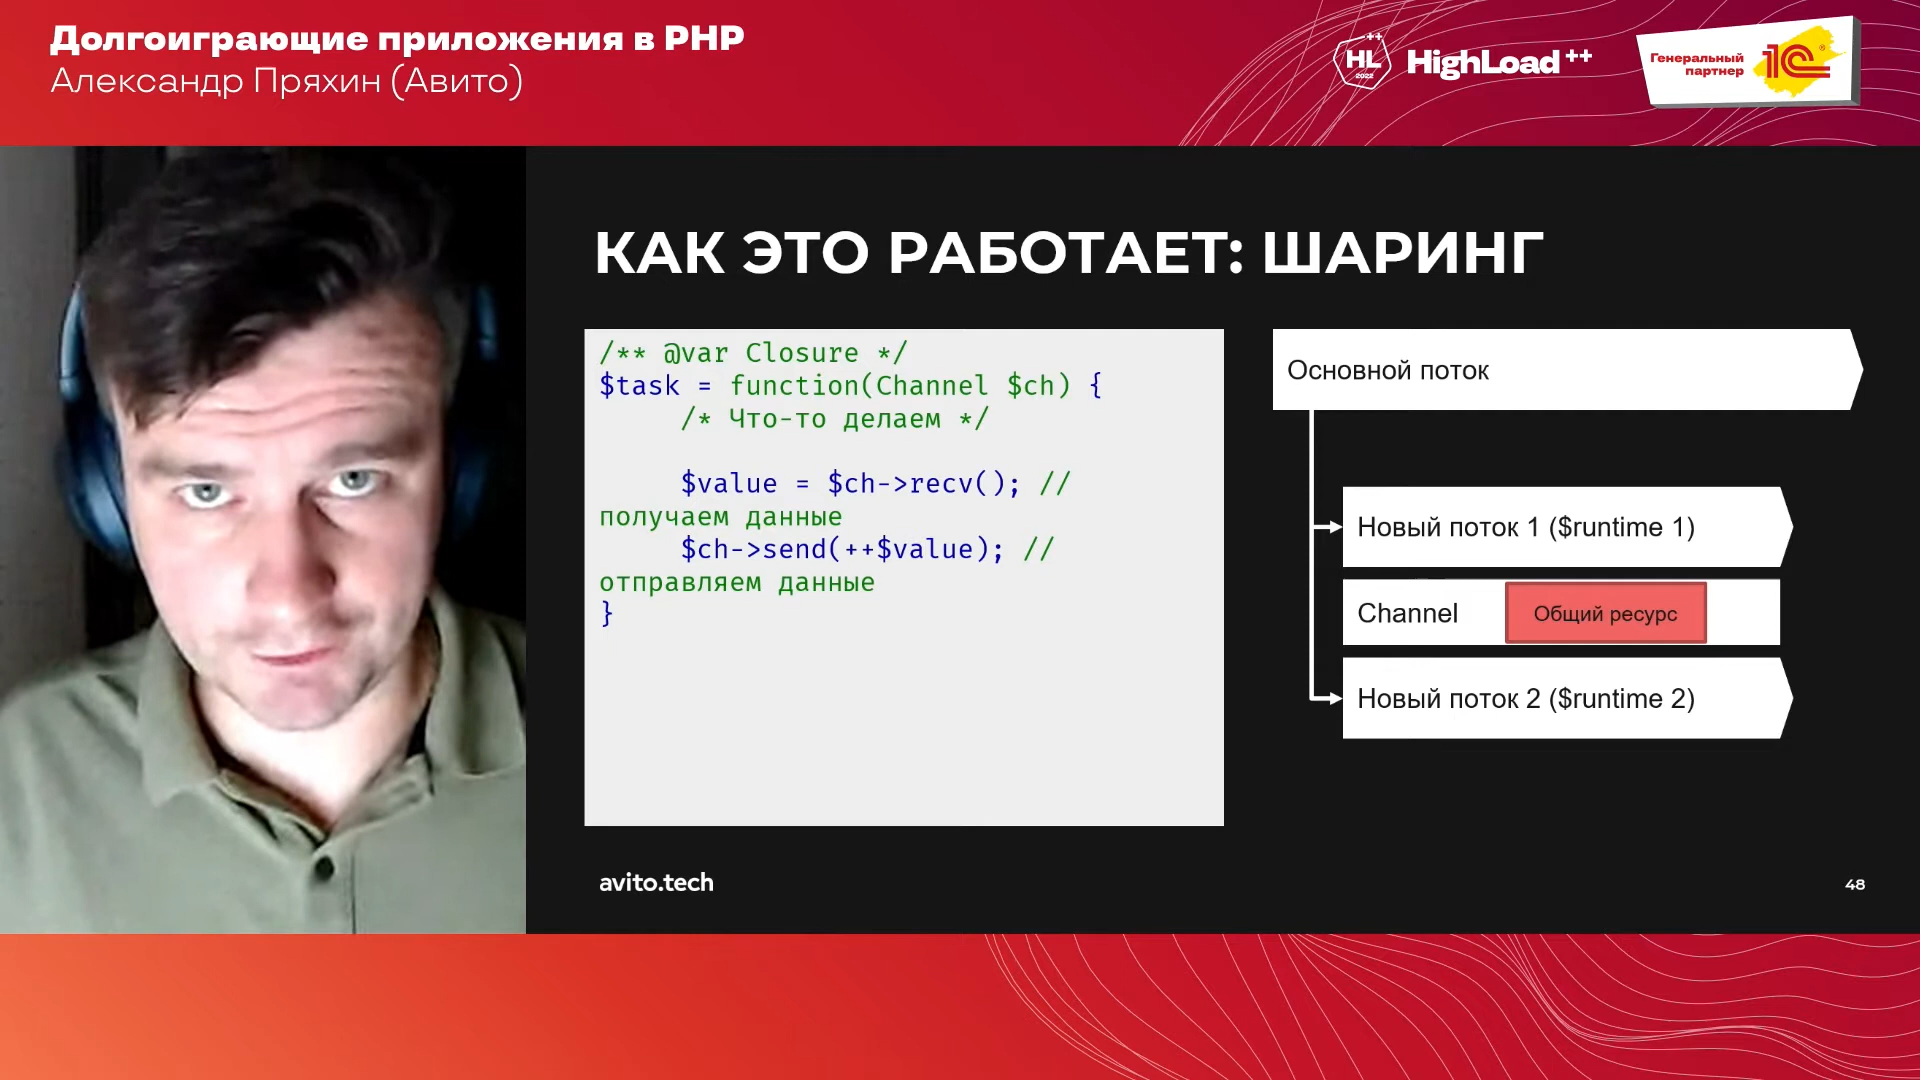 Долгоиграющие приложения в PHP
Александр Пряхин (Авито)
HL++
2022
HighLoad++
Генеральный
партнер
1С®
КАК ЭТО РАБОТАЕТ: ШАРИНГ
/** @var Closure */
$task = function(Channel $ch) {
/* Что-то делаем */
$value = $ch->recv(); //
получаем данные
$ch->send(++$value); //
отправляем данные
}
Основной поток
Новый поток 1 ($runtime 1)
Channel
Общий ресурс
Новый поток 2 ($runtime 2)
avito.tech
48